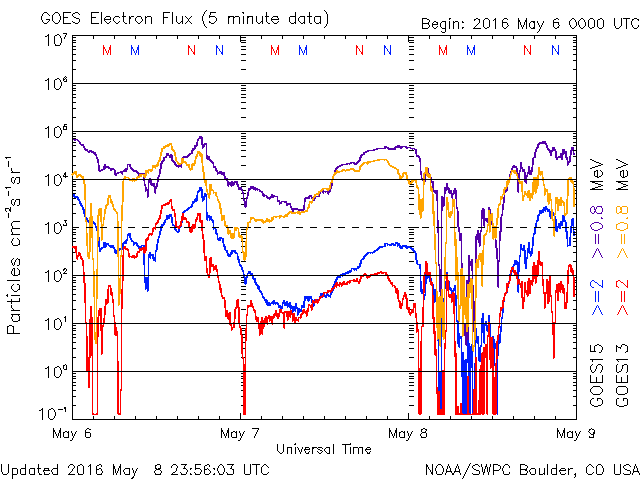 GOES Electron Flux (5 minute data)
Begin: 2016 May 6 0000 UTC
M M N N M M N N M M N N
10⁷
10⁶
10⁵
10⁴
10³
10²
10¹
10⁰
10⁻¹
Particles cm⁻²s⁻¹sr⁻¹
May 6 May 7 May 8 May 9
Universal Time
GOES15 >=2 >=0.8 MeV
GOES13 >=2 >=0.8 MeV
Updated 2016 May 8 23:56:03 UTC
NOAA/SWPC Boulder, CO USA